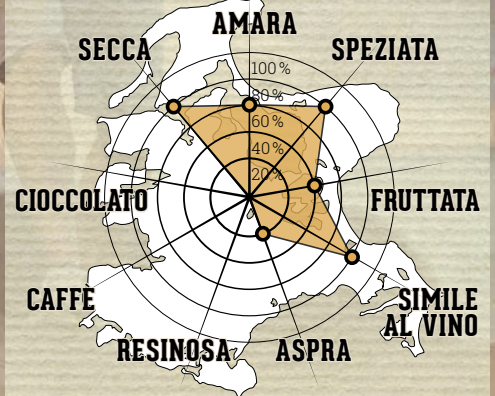 AMARA
SECCA
SPEZIATA
100%
80%
60%
40%
20%
CIOCCOLATO
FRUTTATA
CAFFÈ
SIMILE
AL VINO
RESINOSA
ASPRA